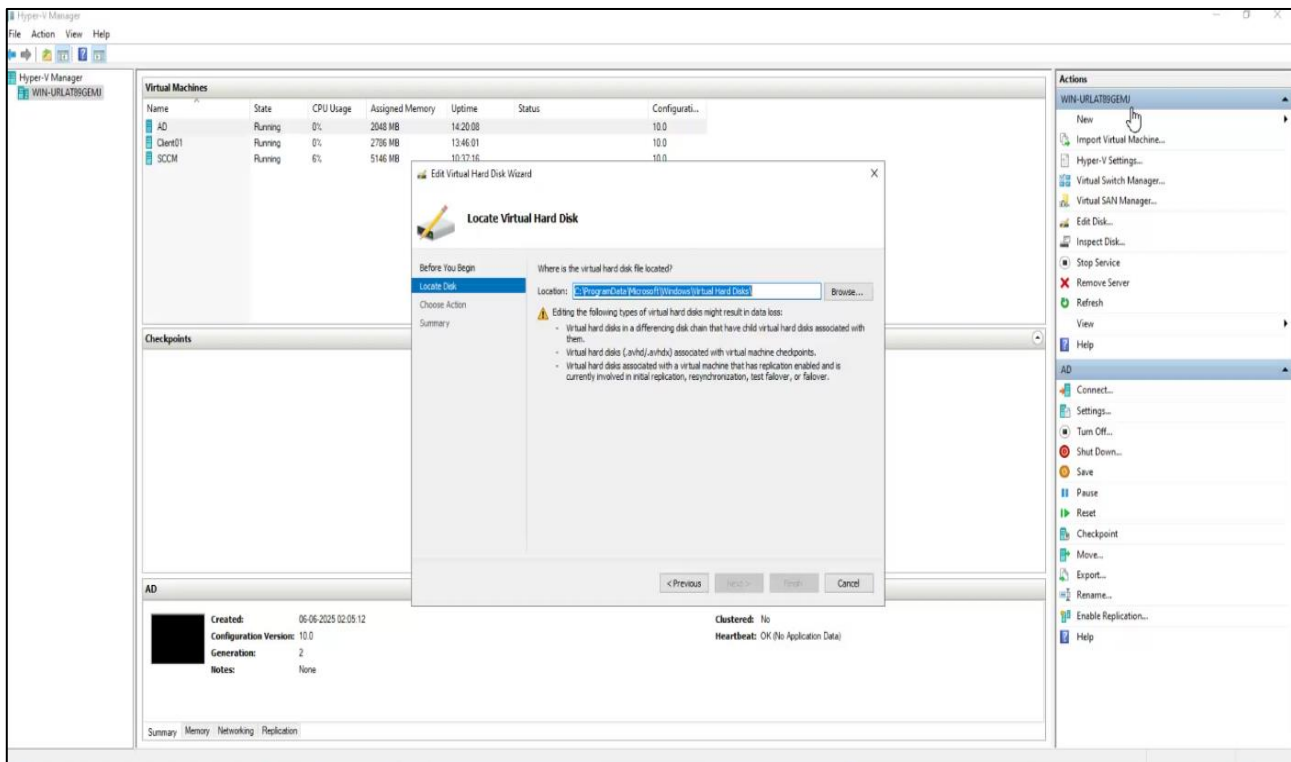 Hyper-V Manager
File Action View Help
Hyper-V Manager
WIN-URLAT89GEMJ
Virtual Machines
Name State CPU Usage Assigned Memory Uptime Status Configurati...
AD Running 0% 2048 MB 14:20:08 10.0
Client01 Running 0% 2786 MB 13:46:01 10.0
SCCM Running 6% 5146 MB 10:37:16 10.0
Edit Virtual Hard Disk Wizard
X
Locate Virtual Hard Disk
Before You Begin
Locate Disk
Choose Action
Summary
Where is the virtual hard disk file located?
Location: C:\ProgramData\Microsoft\Windows\Virtual Hard Disks\ Browse...
Editing the following types of virtual hard disks might result in data loss:
• Virtual hard disks in a differencing disk chain that have child virtual hard disks associated with
them.
• Virtual hard disks (.avhd/.avhdx) associated with virtual machine checkpoints.
• Virtual hard disks associated with a virtual machine that has replication enabled and is
currently involved in initial replication, resynchronization, test failover, or failover.
< Previous Next > Finish Cancel
Checkpoints
AD
Created: 06-06-2025 02:05:12
Configuration Version: 10.0
Generation: 2
Notes: None
Clustered: No
Heartbeat: OK (No Application Data)
Summary Memory Networking Replication
Actions
WIN-URLAT89GEMJ
New
Import Virtual Machine...
Hyper-V Settings...
Virtual Switch Manager...
Virtual SAN Manager...
Edit Disk...
Inspect Disk...
Stop Service
Remove Server
Refresh
View
Help
AD
Connect...
Settings...
Turn Off...
Shut Down...
Save
Pause
Reset
Checkpoint
Move...
Export...
Rename...
Enable Replication...
Help